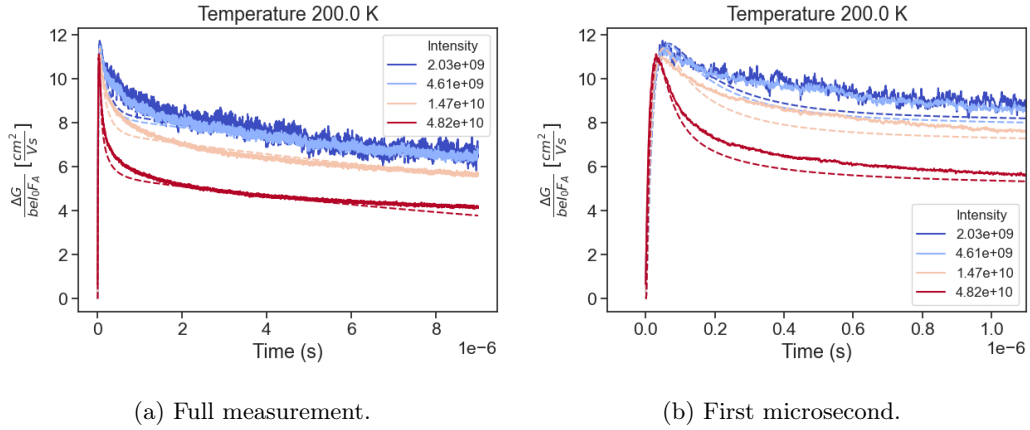 Temperature 200.0 K
12
10
8
6
4
2
0
ΔG / beI₀F_A [cm² / Vs]
Intensity
2.03e+09
4.61e+09
1.47e+10
4.82e+10
0
2
4
6
8
1e−6
Time (s)
(a) Full measurement.
Temperature 200.0 K
12
10
8
6
4
2
0
ΔG / beI₀F_A [cm² / Vs]
Intensity
2.03e+09
4.61e+09
1.47e+10
4.82e+10
0.0
0.2
0.4
0.6
0.8
1.0
1e−6
Time (s)
(b) First microsecond.